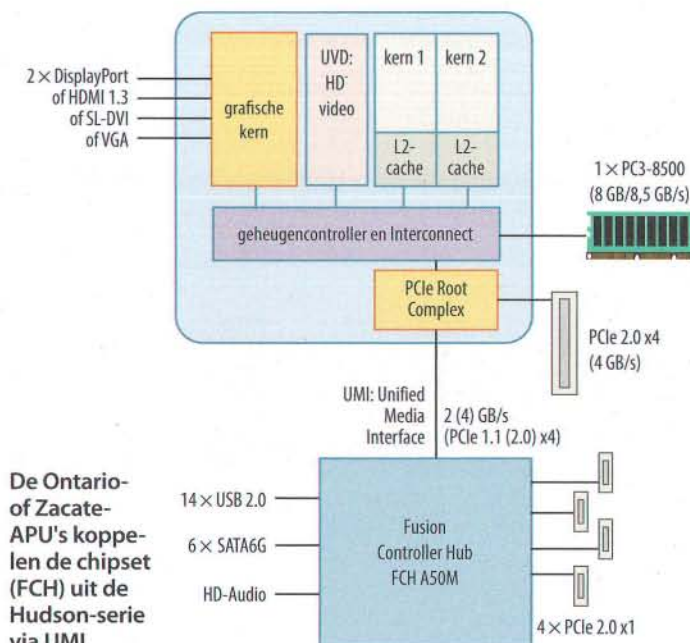 2 × DisplayPort
of HDMI 1.3
of SL-DVI
of VGA
grafische
kern
UVD:
HD
video
kern 1
kern 2
L2-
cache
L2-
cache
1 × PC3-8500
(8 GB/8,5 GB/s)
geheugencontroller en Interconnect
PCIe Root
Complex
PCIe 2.0 x4
(4 GB/s)
UMI: Unified
Media
Interface
2 (4) GB/s
(PCIe 1.1 (2.0) x4)
De Ontario-
of Zacate-
APU's koppe-
len de chipset
(FCH) uit de
Hudson-serie
via UMI
14 × USB 2.0
6 × SATA6G
HD-Audio
Fusion
Controller Hub
FCH A50M
4 × PCIe 2.0 x1